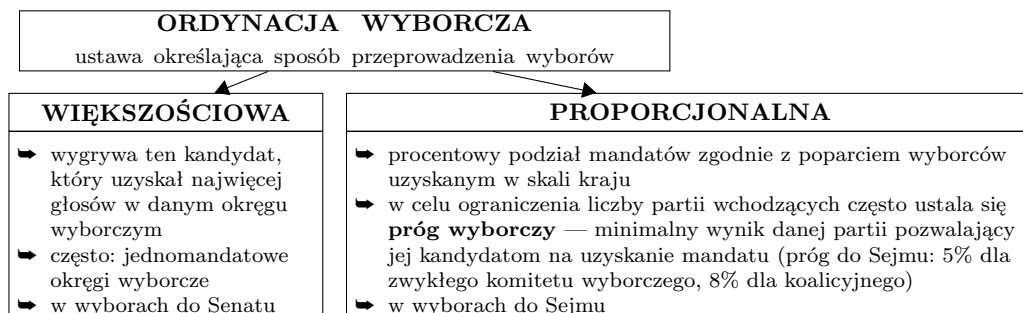 ORDYNACJA WYBORCZA
ustawa określająca sposób przeprowadzenia wyborów
WIĘKSZOŚCIOWA
➥ wygrywa ten kandydat,
który uzyskał najwięcej
głosów w danym okręgu
wyborczym
➥ często: jednomandatowe
okręgi wyborcze
➥ w wyborach do Senatu
PROPORCJONALNA
➥ procentowy podział mandatów zgodnie z poparciem wyborców
uzyskanym w skali kraju
➥ w celu ograniczenia liczby partii wchodzących często ustala się
próg wyborczy — minimalny wynik danej partii pozwalający
jej kandydatom na uzyskanie mandatu (próg do Sejmu: 5% dla
zwykłego komitetu wyborczego, 8% dla koalicyjnego)
➥ w wyborach do Sejmu